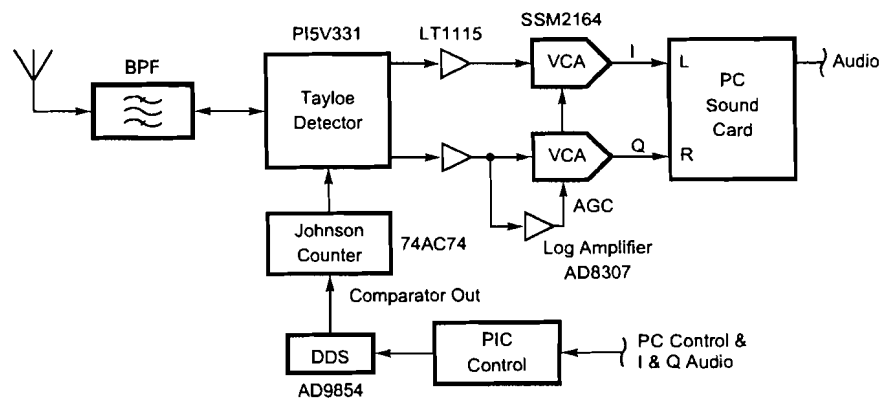 SSM2164
PI5V331
LT1115
BPF
VCA
I
L
PC
Sound
Card
Audio
Tayloe
Detector
VCA
Q
R
AGC
Johnson
Counter
74AC74
Log Amplifier
AD8307
Comparator Out
DDS
AD9854
PIC
Control
PC Control &
I & Q Audio